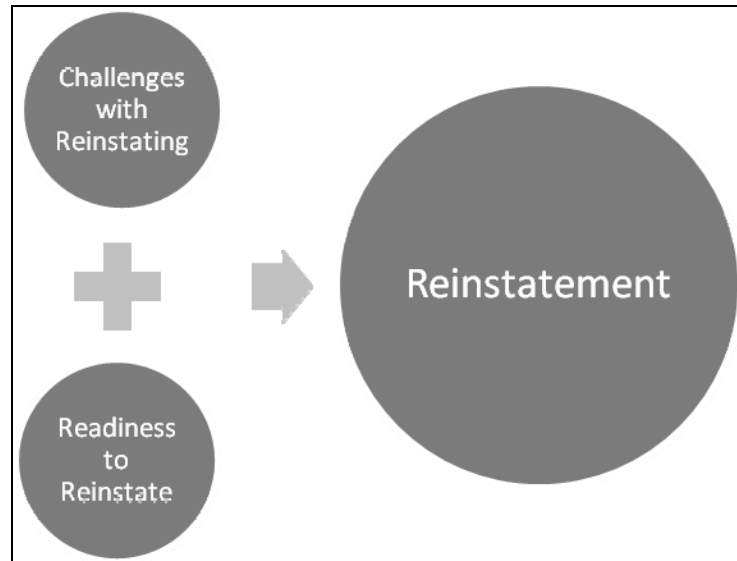 Challenges
with
Reinstating
Reinstatement
Readiness
to
Reinstate